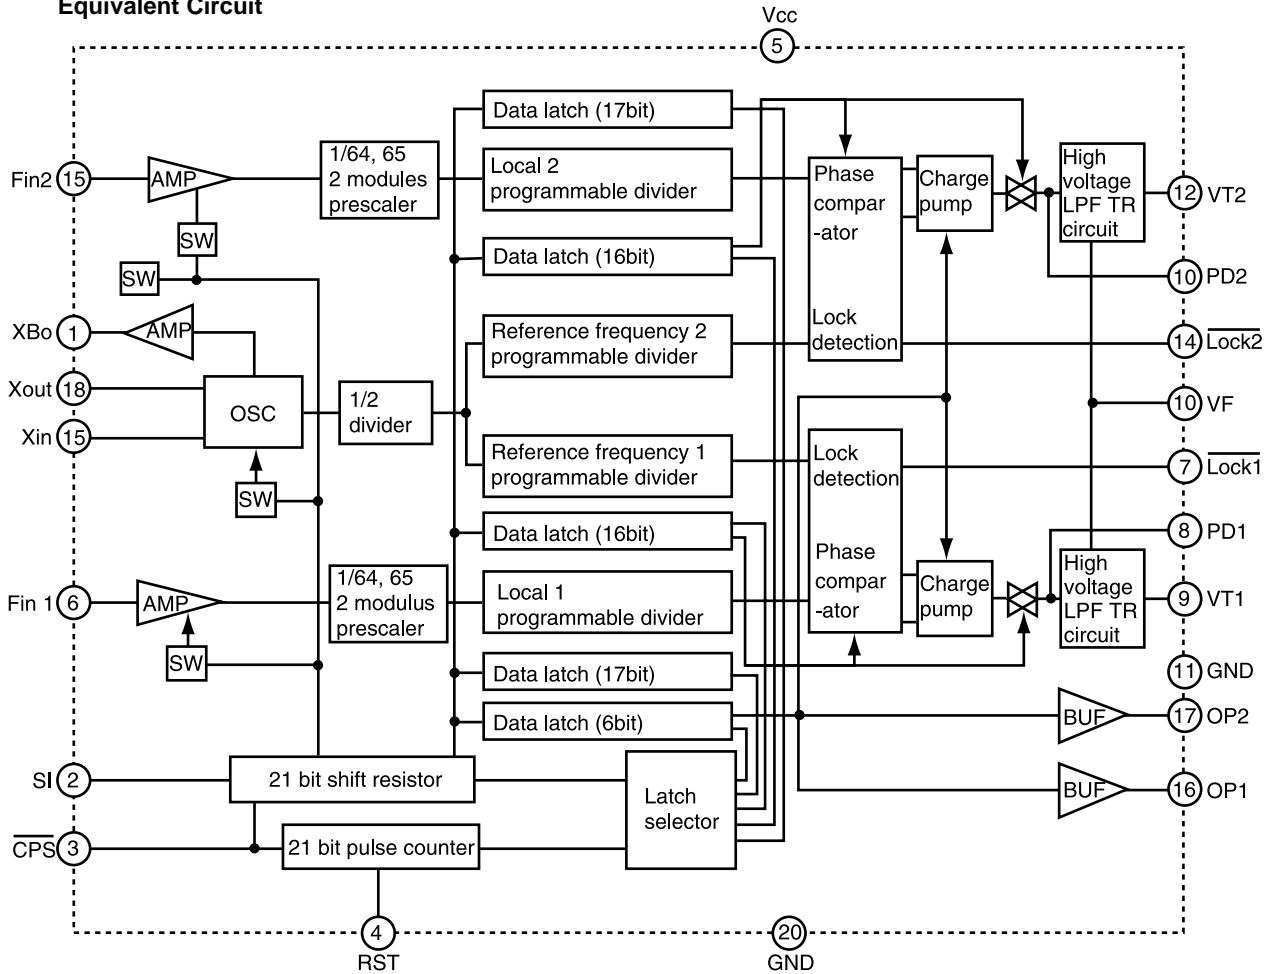 Equivalent Circuit
Vcc
5
Data latch (17bit)
Fin2
15
AMP
1/64, 65
2 modules
prescaler
Local 2
programmable divider
Phase
compar
-ator
Charge
pump
High
voltage
LPF TR
circuit
12
VT2
SW
Data latch (16bit)
SW
10
PD2
XBo
1
AMP
Reference frequency 2
programmable divider
Lock
detection
14
Lock2
Xout
18
OSC
1/2
divider
10
VF
Xin
15
Reference frequency 1
programmable divider
Lock
detection
7
Lock1
SW
Data latch (16bit)
8
PD1
Fin 1
6
AMP
1/64, 65
2 modulus
prescaler
Local 1
programmable divider
Phase
compar
-ator
Charge
pump
High
voltage
LPF TR
circuit
9
VT1
SW
Data latch (17bit)
11
GND
Data latch (6bit)
BUF
17
OP2
SI
2
21 bit shift resistor
Latch
selector
BUF
16
OP1
CPS
3
21 bit pulse counter
4
RST
20
GND